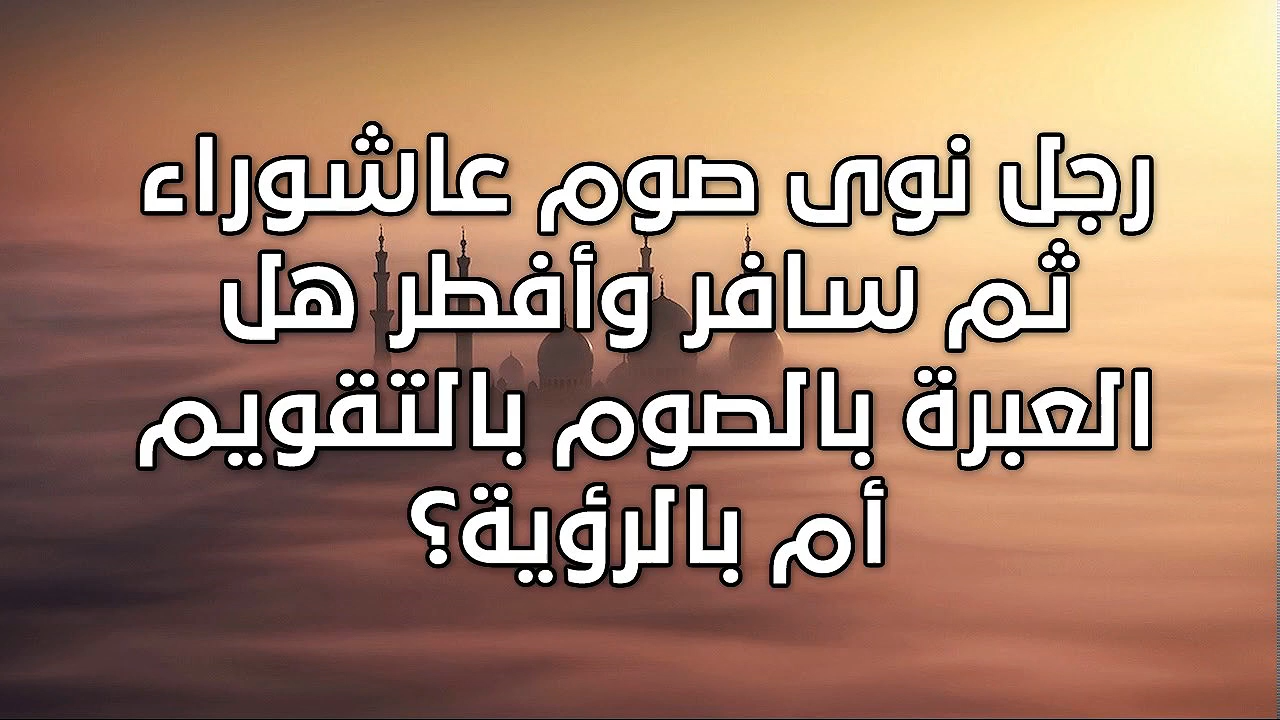 رجل نوى صوم عاشوراء
ثم سافر وأفطر هل
العبرة بالصوم بالتقويم
أم بالرؤية؟